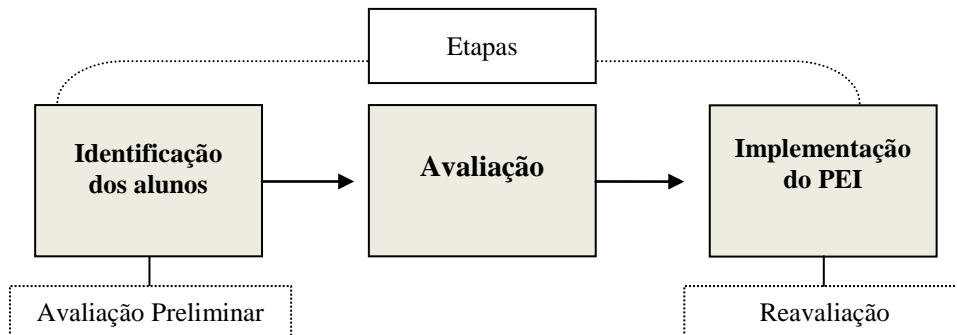 Etapas
Identificação
dos alunos
Avaliação
Implementação
do PEI
Avaliação Preliminar
Reavaliação